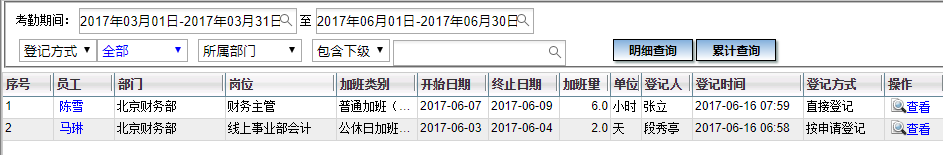 考勤期间: 2017年03月01日-2017年03月31日 至 2017年06月01日-2017年06月30日
登记方式 全部 所属部门 包含下级 明细查询 累计查询
序号 员工 部门 岗位 加班类别 开始日期 终止日期 加班量 单位 登记人 登记时间 登记方式 操作
1 陈雪 北京财务部 财务主管 普通加班（... 2017-06-07 2017-06-09 6.0 小时 张立 2017-06-16 07:59 直接登记 查看
2 马琳 北京财务部 线上事业部会计 公休日加班... 2017-06-03 2017-06-04 2.0 天 段秀亭 2017-06-16 06:58 按申请登记 查看